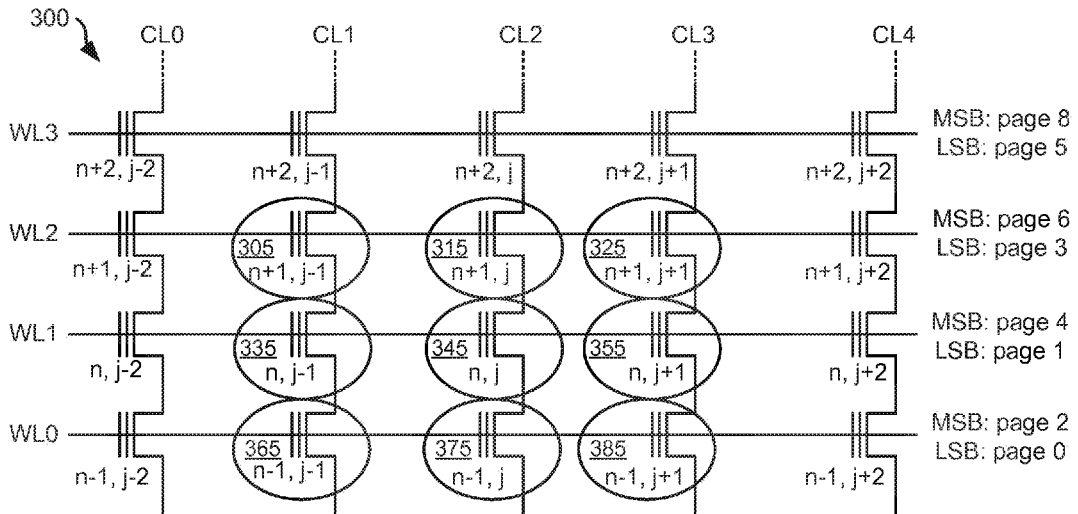 300
CL0 CL1 CL2 CL3 CL4
WL3
MSB: page 8
LSB: page 5
n+2, j-2 n+2, j-1 n+2, j n+2, j+1 n+2, j+2
WL2
MSB: page 6
LSB: page 3
305 315 325
n+1, j-2 n+1, j-1 n+1, j n+1, j+1 n+1, j+2
WL1
MSB: page 4
LSB: page 1
335 345 355
n, j-2 n, j-1 n, j n, j+1 n, j+2
WL0
MSB: page 2
LSB: page 0
365 375 385
n-1, j-2 n-1, j-1 n-1, j n-1, j+1 n-1, j+2